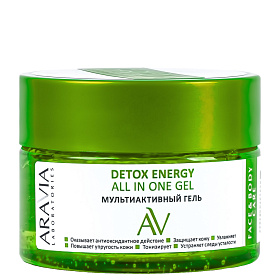 DETOX ENERGY
ALL IN ONE GEL
МУЛЬТИАКТИВНЫЙ ГЕЛЬ
AV
• Оказывает антиоксидантное действие • Защищает кожу • Увлажняет
• Повышает упругость кожи • Тонизирует • Устраняет следы усталости
ARAVIA
LABORATORIES
FACE & BODY
CARE